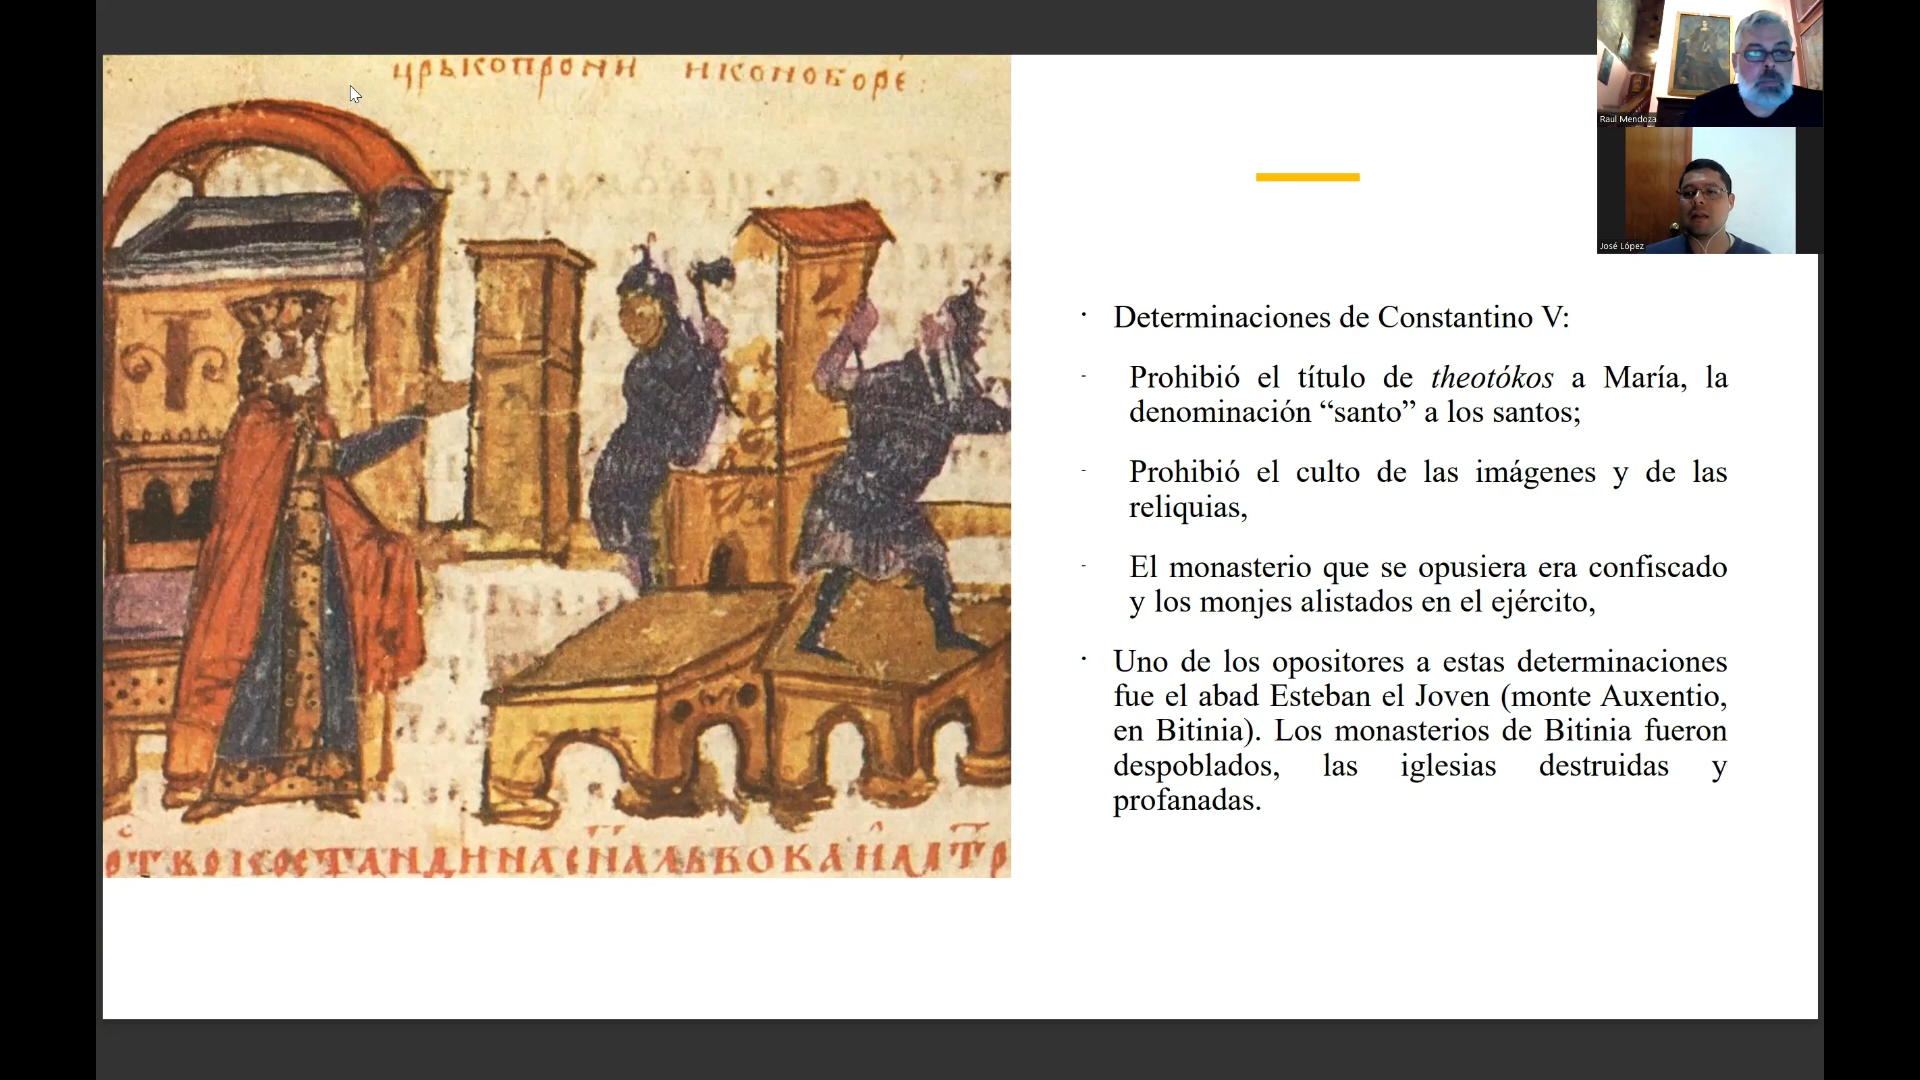 црькопрони иконоборе:
Raul Mendoza
José López
· Determinaciones de Constantino V:
- Prohibió el título de theotókos a María, la
denominación “santo” a los santos;
- Prohibió el culto de las imágenes y de las
reliquias,
- El monasterio que se opusiera era confiscado
y los monjes alistados en el ejército,
· Uno de los opositores a estas determinaciones
fue el abad Esteban el Joven (monte Auxentio,
en Bitinia). Los monasterios de Bitinia fueron
despoblados, las iglesias destruidas y
profanadas.